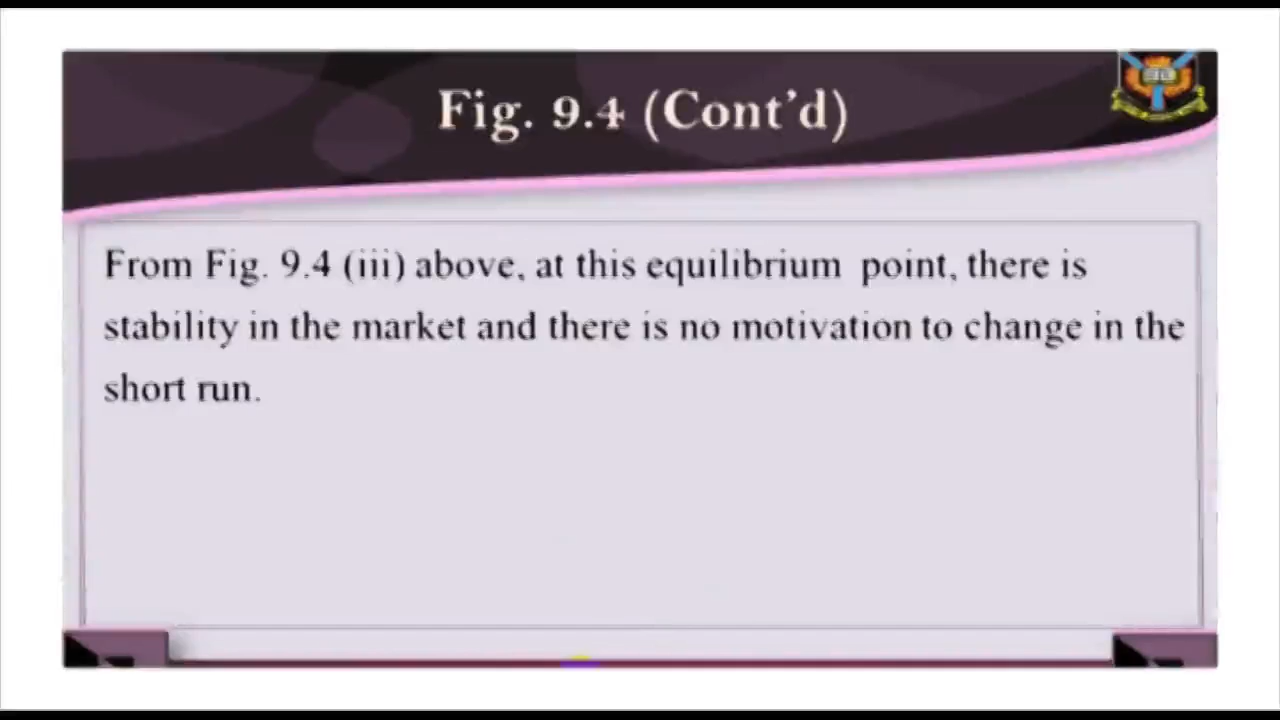 Fig. 9.4 (Cont'd)
From Fig. 9.4 (iii) above, at this equilibrium point, there is
stability in the market and there is no motivation to change in the
short run.